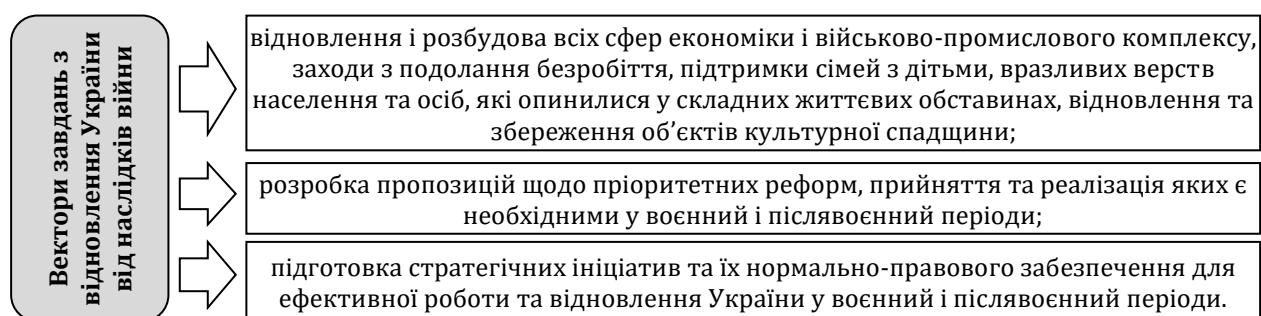 Вектори завдань з
відновлення України
від наслідків війни
відновлення і розбудова всіх сфер економіки і військово-промислового комплексу,
заходи з подолання безробіття, підтримки сімей з дітьми, вразливих верств
населення та осіб, які опинилися у складних життєвих обставинах, відновлення та
збереження об’єктів культурної спадщини;
розробка пропозицій щодо пріоритетних реформ, прийняття та реалізація яких є
необхідними у воєнний і післявоєнний періоди;
підготовка стратегічних ініціатив та їх нормально-правового забезпечення для
ефективної роботи та відновлення України у воєнний і післявоєнний періоди.